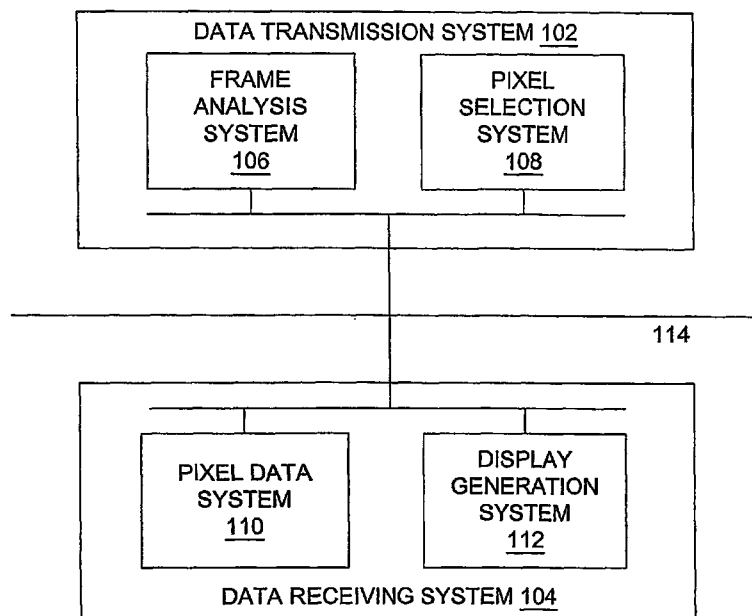 DATA TRANSMISSION SYSTEM 102
FRAME
ANALYSIS
SYSTEM
106
PIXEL
SELECTION
SYSTEM
108
114
PIXEL DATA
SYSTEM
110
DISPLAY
GENERATION
SYSTEM
112
DATA RECEIVING SYSTEM 104